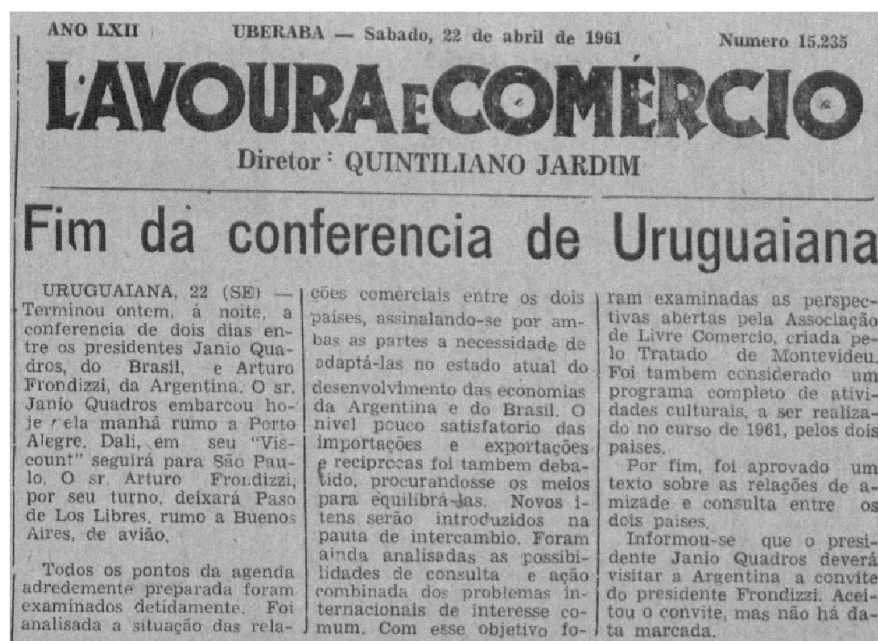 ANO LXII
UBERABA — Sabado, 22 de abril de 1961
Numero 15.235
LAVOURA E COMÉRCIO
Diretor: QUINTILIANO JARDIM
Fim da conferencia de Uruguaiana
URUGUAIANA, 22 (SE) —
Terminou ontem, á noite, a
conferencia de dois dias en-
tre os presidentes Janio Qua-
dros, do Brasil, e Arturo
Frondizzi, da Argentina. O sr.
Janio Quadros embarcou ho-
je pela manhã rumo a Porto
Alegre. Dali, em seu "Vis-
count" seguirá para São Pau-
lo. O sr. Arturo Frondizzi,
por seu turno, deixará Paso
de Los Libres, rumo a Buenos
Aires, de avião.
Todos os pontos da agenda
adredemente preparada foram
examinados detidamente. Foi
analisada a situação das rela-
ções comerciais entre os dois
países, assinalando-se por am-
bas as partes a necessidade de
adaptá-las no estado atual do
desenvolvimento das economias
da Argentina e do Brasil. O
nivel pouco satisfatorio das
importações e exportações
e reciprocas foi tambem deba-
tido, procurandosse os meios
para equilibrá-las. Novos i-
tens serão introduzidos na
pauta de intercambio. Foram
ainda analisadas as possibi-
lidades de consulta e ação
combinada dos problemas in-
ternacionais de interesse co-
mum. Com esse objetivo fo-
ram examinadas as perspec-
tivas abertas pela Associação
de Livre Comercio, criada pe-
lo Tratado de Montevideu.
Foi tambem considerado um
programa completo de ativi-
dades culturais, a ser realiza-
do no curso de 1961, pelos dois
paises.
Por fim, foi aprovado um
texto sobre as relações de a-
mizade e consulta entre os
dois paises.
Informou-se que o presi-
dente Janio Quadros deverá
visitar a Argentina a convite
do presidente Frondizzi. Acei-
tou o convite, mas não há da-
ta marcada.